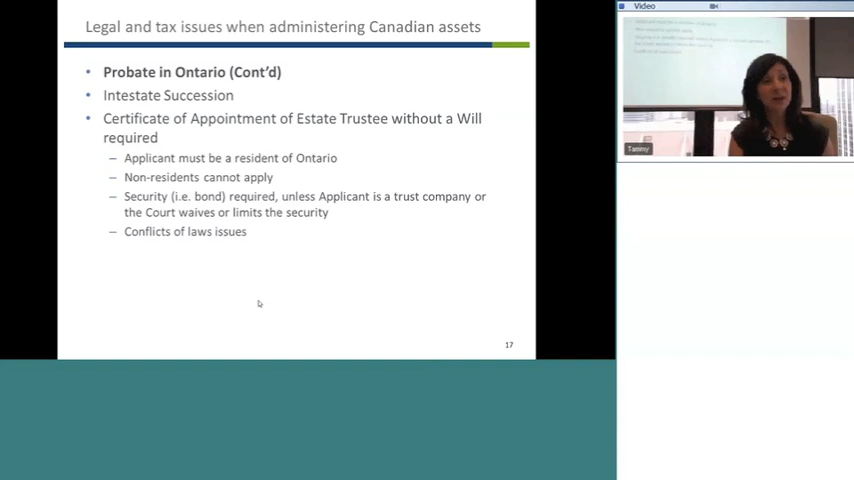 Legal and tax issues when administering Canadian assets
• Probate in Ontario (Cont'd)
• Intestate Succession
• Certificate of Appointment of Estate Trustee without a Will
required
– Applicant must be a resident of Ontario
– Non-residents cannot apply
– Security (i.e. bond) required, unless Applicant is a trust company or
the Court waives or limits the security
– Conflicts of laws issues
17
Video
Tammy